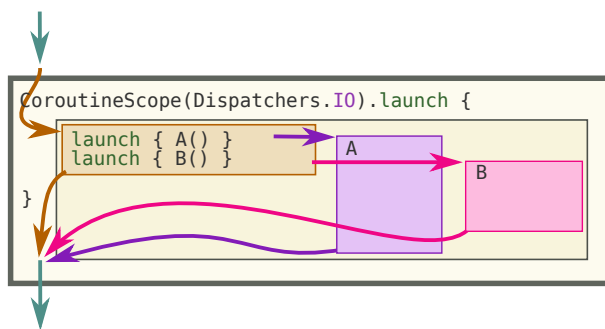 CoroutineScope(Dispatchers.IO).launch {
launch { A() }
launch { B() }
A
B
}